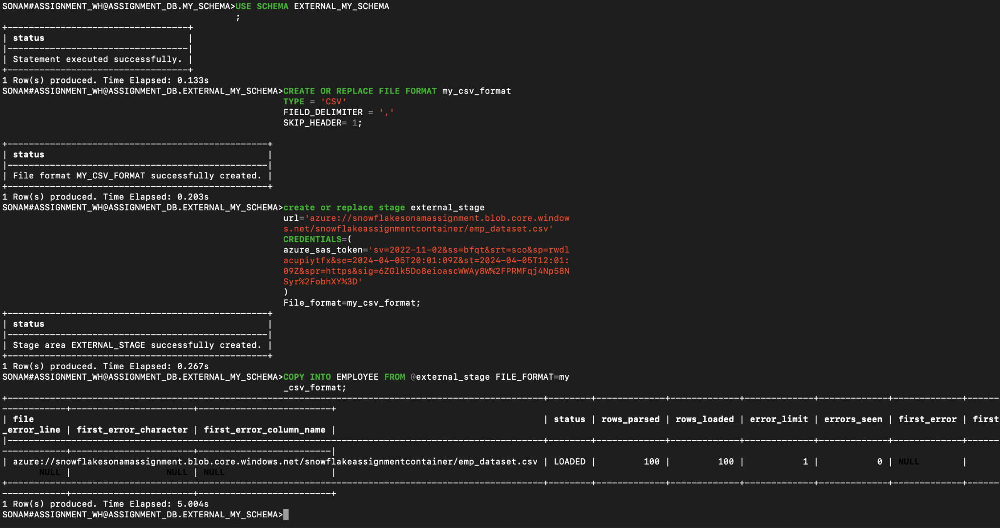 SONAM#ASSIGNMENT_WH@ASSIGNMENT_DB.MY_SCHEMA>USE SCHEMA EXTERNAL_MY_SCHEMA
;
+----------------------------------+
| status                           |
|----------------------------------|
| Statement executed successfully. |
+----------------------------------+
1 Row(s) produced. Time Elapsed: 0.133s
SONAM#ASSIGNMENT_WH@ASSIGNMENT_DB.EXTERNAL_MY_SCHEMA>CREATE OR REPLACE FILE FORMAT my_csv_format
TYPE = 'CSV'
FIELD_DELIMITER = ','
SKIP_HEADER= 1;
+-------------------------------------------------+
| status                                          |
|-------------------------------------------------|
| File format MY_CSV_FORMAT successfully created. |
+-------------------------------------------------+
1 Row(s) produced. Time Elapsed: 0.203s
SONAM#ASSIGNMENT_WH@ASSIGNMENT_DB.EXTERNAL_MY_SCHEMA>create or replace stage external_stage
url='azure://snowflakesonamassignment.blob.core.window
s.net/snowflakeassignmentcontainer/emp_dataset.csv'
CREDENTIALS=(
azure_sas_token='sv=2022-11-02&ss=bfqt&srt=sco&sp=rwdl
acupiytfx&se=2024-04-05T20:01:09Z&st=2024-04-05T12:01:
09Z&spr=https&sig=6ZGlk5Do8eioascWWAy8W%2FPRMFqj4Np58N
Syr%2FobhXY%3D'
)
File_format=my_csv_format;
+-------------------------------------------------+
| status                                          |
|-------------------------------------------------|
| Stage area EXTERNAL_STAGE successfully created. |
+-------------------------------------------------+
1 Row(s) produced. Time Elapsed: 0.267s
SONAM#ASSIGNMENT_WH@ASSIGNMENT_DB.EXTERNAL_MY_SCHEMA>COPY INTO EMPLOYEE FROM @external_stage FILE_FORMAT=my
_csv_format;
| file | status | rows_parsed | rows_loaded | error_limit | errors_seen | first_error | first
_error_line | first_error_character | first_error_column_name |
| azure://snowflakesonamassignment.blob.core.windows.net/snowflakeassignmentcontainer/emp_dataset.csv | LOADED | 100 | 100 | 1 | 0 | NULL |
NULL | NULL | NULL |
1 Row(s) produced. Time Elapsed: 5.004s
SONAM#ASSIGNMENT_WH@ASSIGNMENT_DB.EXTERNAL_MY_SCHEMA>